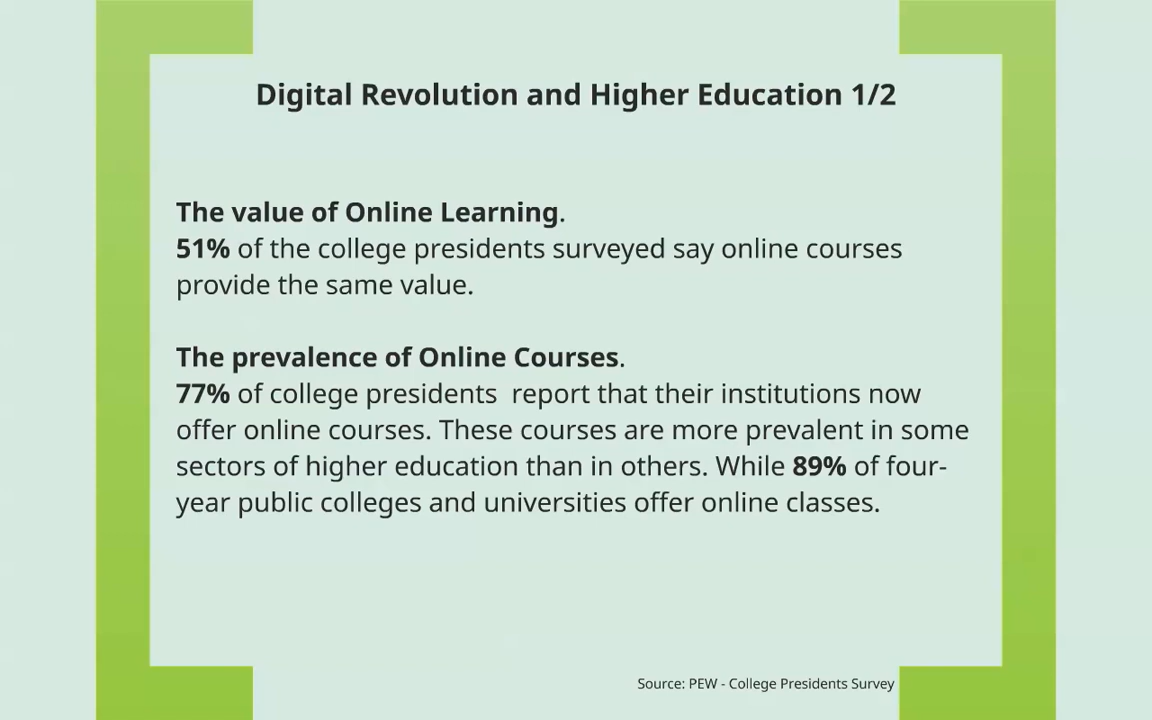 Digital Revolution and Higher Education 1/2
The value of Online Learning.
51% of the college presidents surveyed say online courses
provide the same value.
The prevalence of Online Courses.
77% of college presidents  report that their institutions now
offer online courses. These courses are more prevalent in some
sectors of higher education than in others. While 89% of four-
year public colleges and universities offer online classes.
Source: PEW - College Presidents Survey